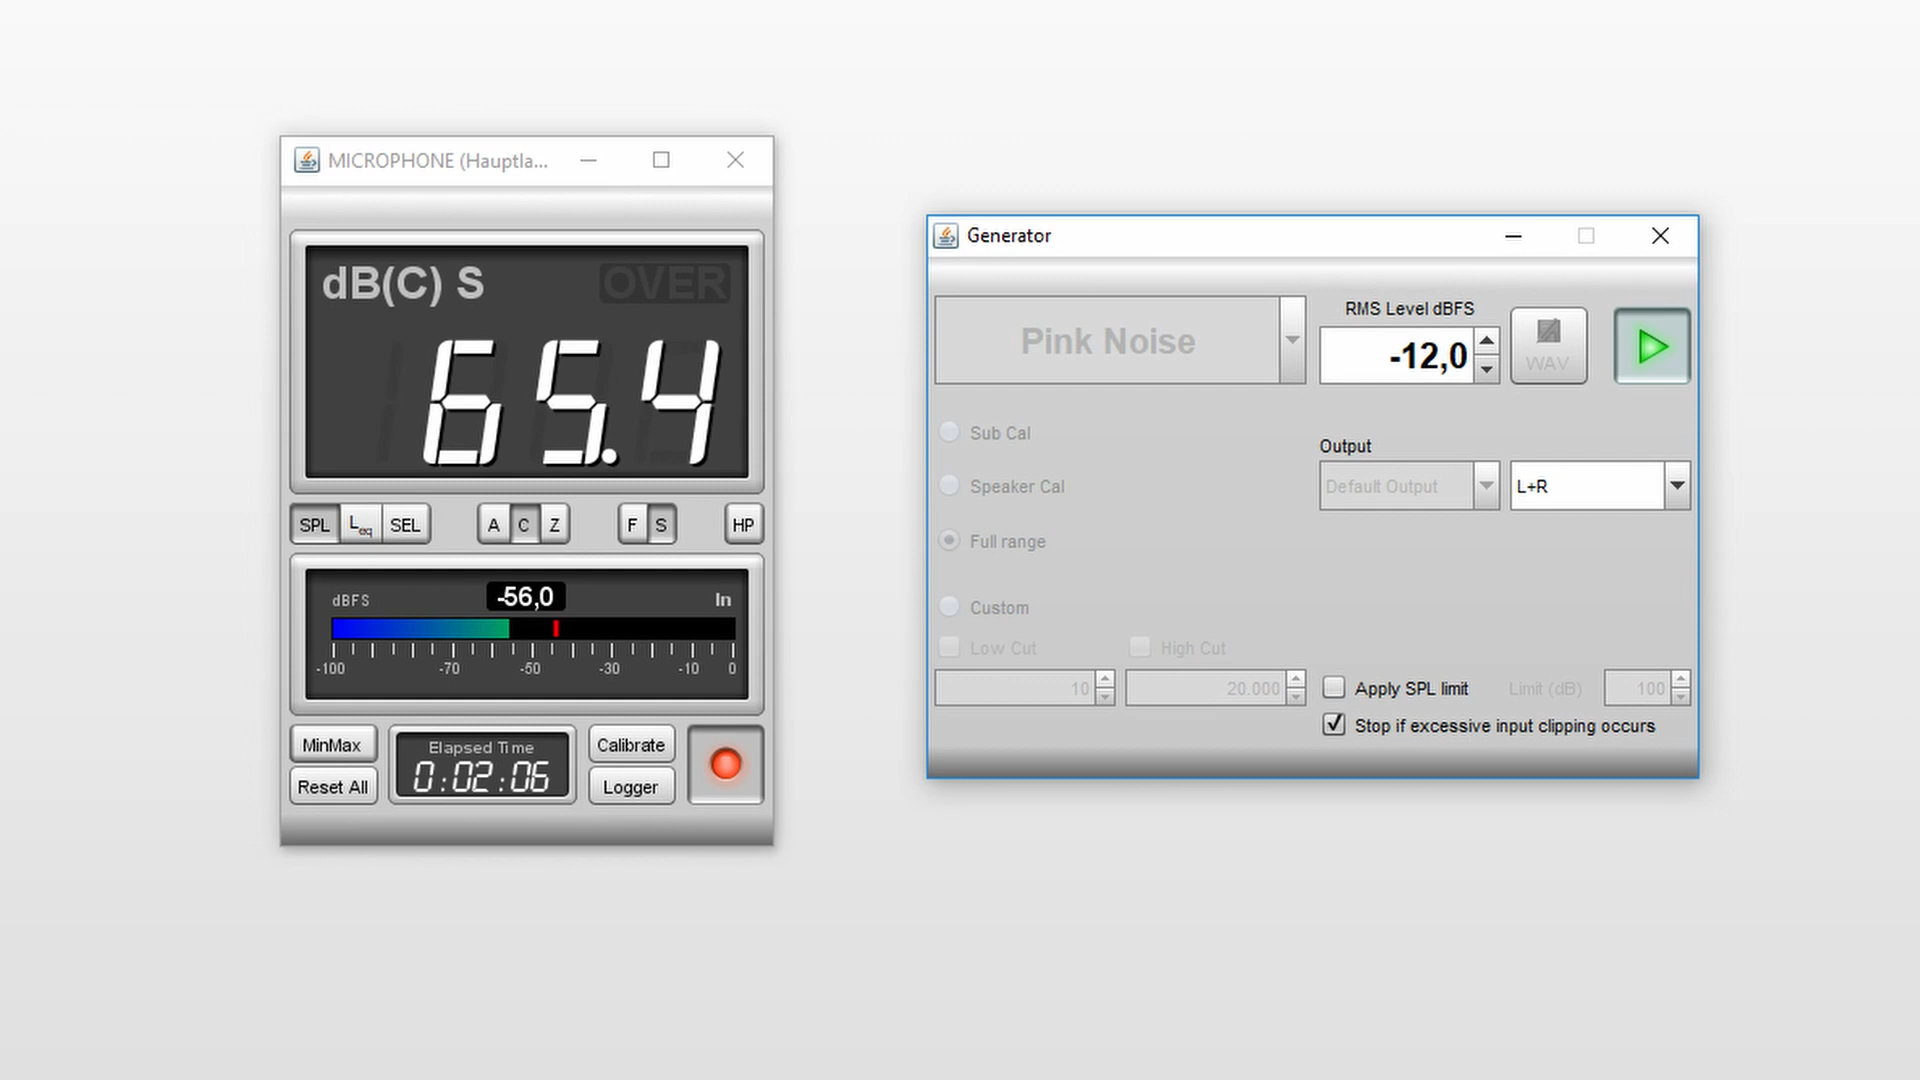 MICROPHONE (Hauptla...
dB(C) S OVER
65.4
SPL Leq SEL A C Z F S HP
dBFS -56,0 In
-100 -70 -50 -30 -10 0
MinMax Elapsed Time Calibrate
Reset All 0:02:06 Logger
Generator
Pink Noise RMS Level dBFS
-12,0 WAV
Sub Cal
Output
Speaker Cal Default Output L+R
Full range
Custom
Low Cut High Cut
10 20.000 Apply SPL limit Limit (dB) 100
Stop if excessive input clipping occurs